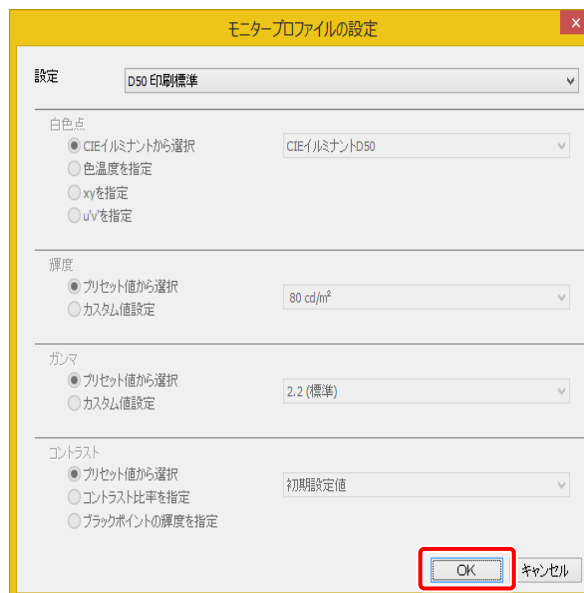 モニタープロファイルの設定
x
設定 D50 印刷標準
白色点
CIEイルミナントから選択 CIEイルミナントD50
色温度を指定
xyを指定
u'v'を指定
輝度
プリセット値から選択 80 cd/m²
カスタム値設定
ガンマ
プリセット値から選択 2.2 (標準)
カスタム値設定
コントラスト
プリセット値から選択 初期設定値
コントラスト比率を指定
ブラックポイントの輝度を指定
OK キャンセル